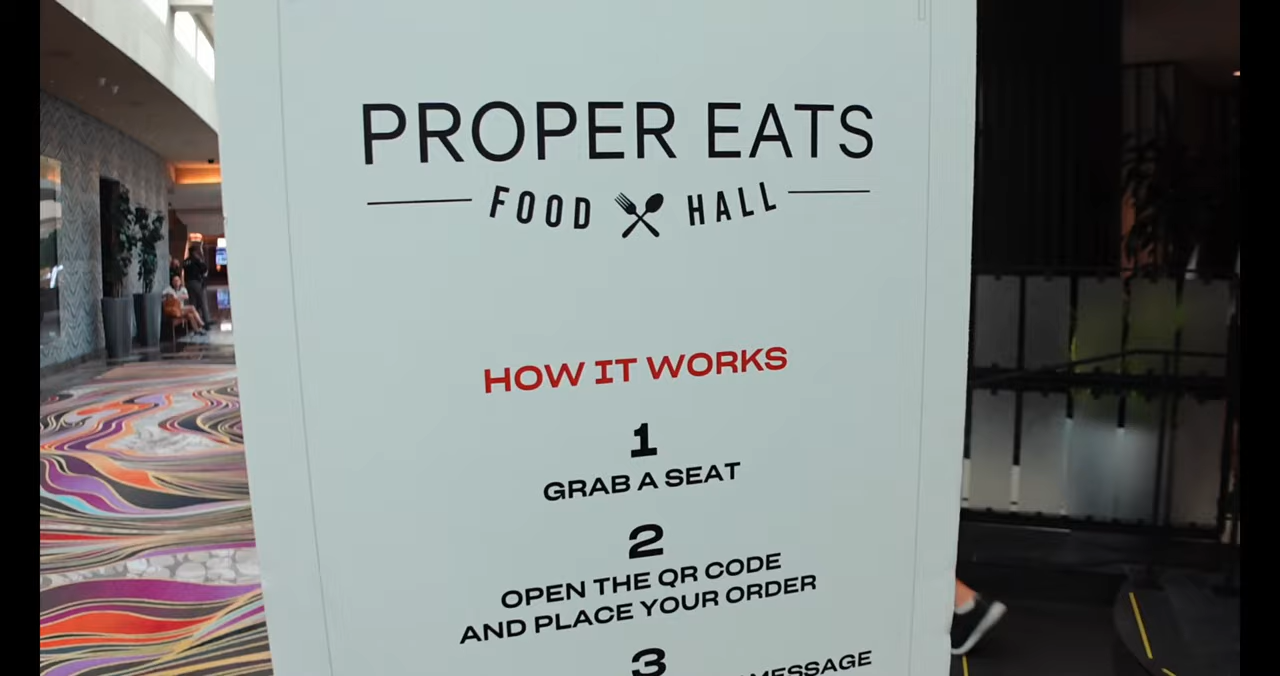 PROPER EATS
FOOD HALL
HOW IT WORKS
1
GRAB A SEAT
2
OPEN THE QR CODE
AND PLACE YOUR ORDER
3
MESSAGE